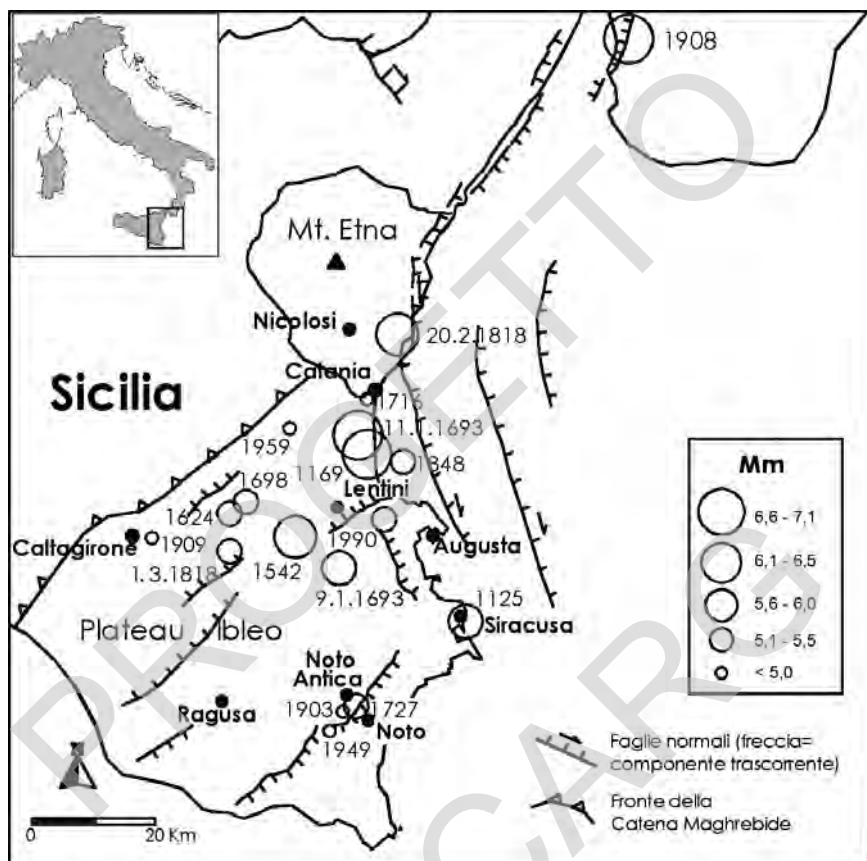 1908
Mt. Etna
Nicolosi
20.2.1818
Catania
1716
Sicilia
11.1.1693
1959
1169
1848
1698
Lentini
1624
Caltagirone
1909
1990
Augusta
1.3.1818
1542
9.1.1693
1125
Siracusa
Plateau Ibleo
Noto
Antica
Ragusa
1903
1727
Noto
1949
0 20 Km
Mm
6,6 - 7,1
6,1 - 6,5
5,6 - 6,0
5,1 - 5,5
< 5,0
Faglie normali (freccia=
componente trascorrente)
Fronte della
Catena Maghrebide
PROGETTO
CARG